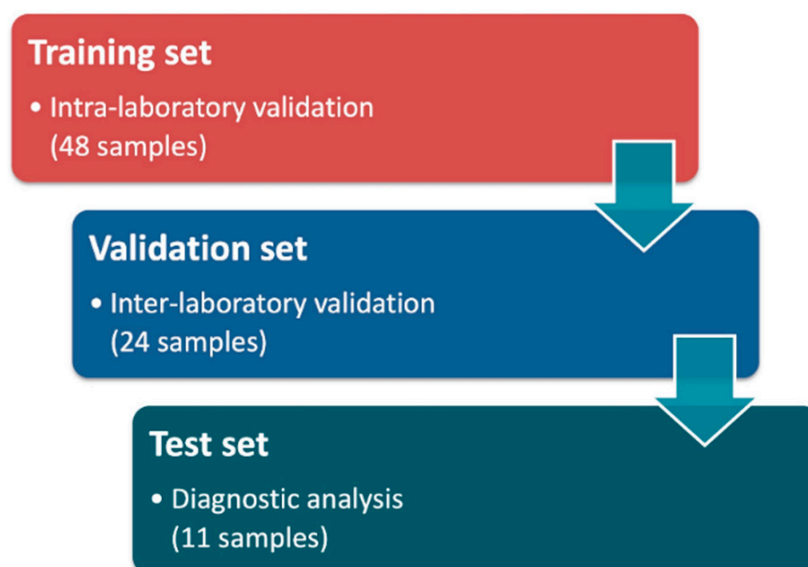 Training set
• Intra-laboratory validation
(48 samples)
Validation set
• Inter-laboratory validation
(24 samples)
Test set
• Diagnostic analysis
(11 samples)